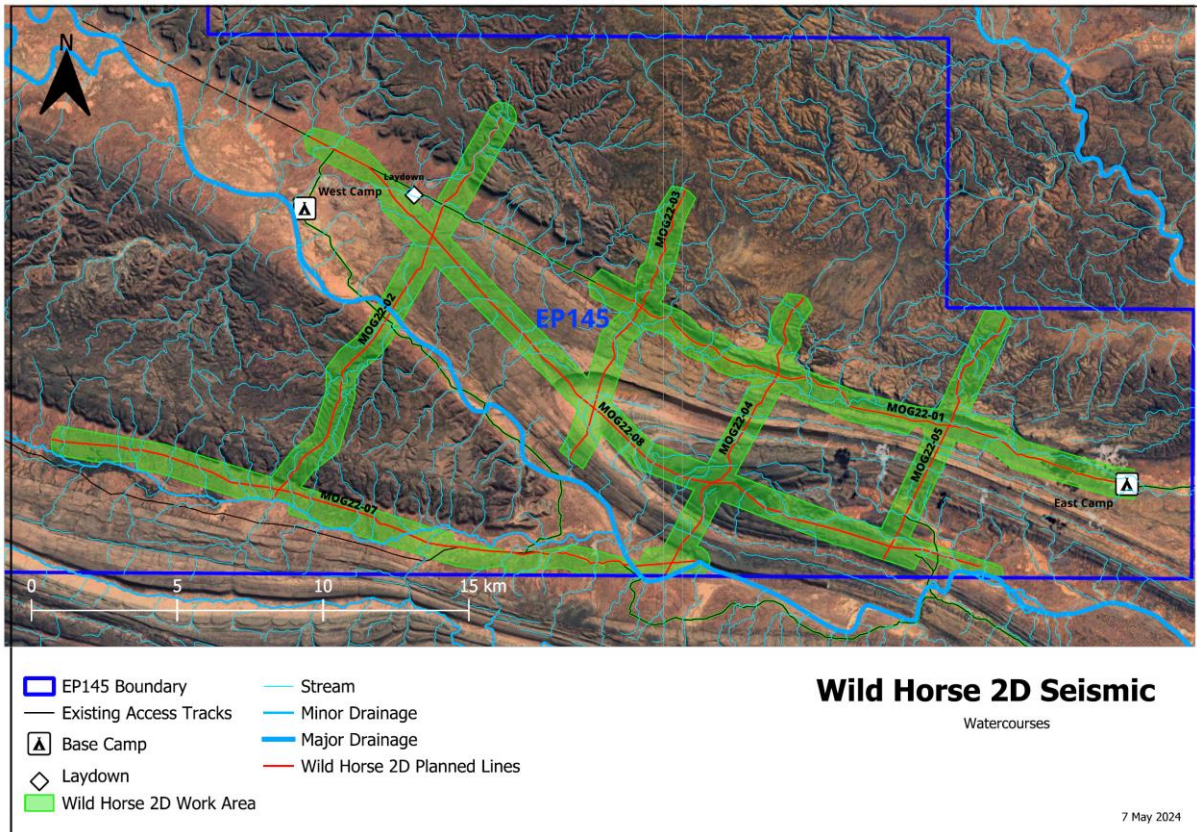 N
West Camp
Laydown
MOG22-03
MOG22-02
EP145
MOG22-01
MOG22-04
MOG22-08
MOG22-05
East Camp
MOG22-07
0 5 10 15 km
EP145 Boundary
Existing Access Tracks
Base Camp
Laydown
Wild Horse 2D Work Area
Stream
Minor Drainage
Major Drainage
Wild Horse 2D Planned Lines
Wild Horse 2D Seismic
Watercourses
7 May 2024